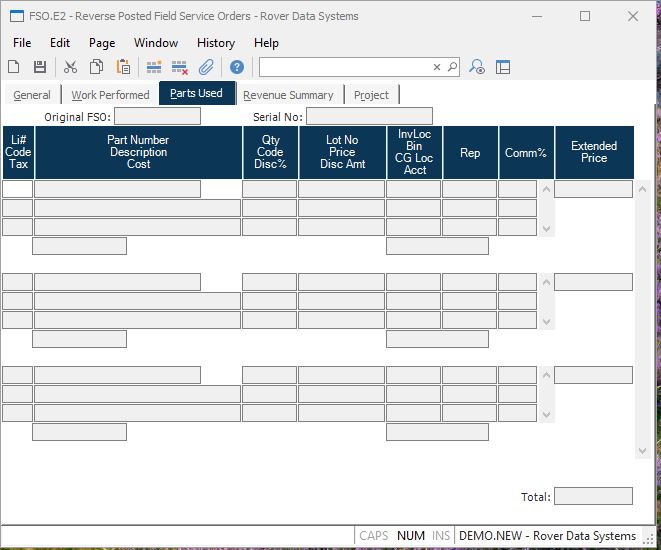 FSO.E2 - Reverse Posted Field Service Orders - Rover Data Systems
File Edit Page Window History Help
General Work Performed Parts Used Revenue Summary Project
Original FSO: Serial No:
Li#
Code
Tax
Part Number
Description
Cost
Qty
Code
Disc%
Lot No
Price
Disc Amt
InvLoc
Bin
CG Loc
Acct
Rep
Comm%
Extended
Price
Total:
CAPS NUM INS DEMO.NEW - Rover Data Systems